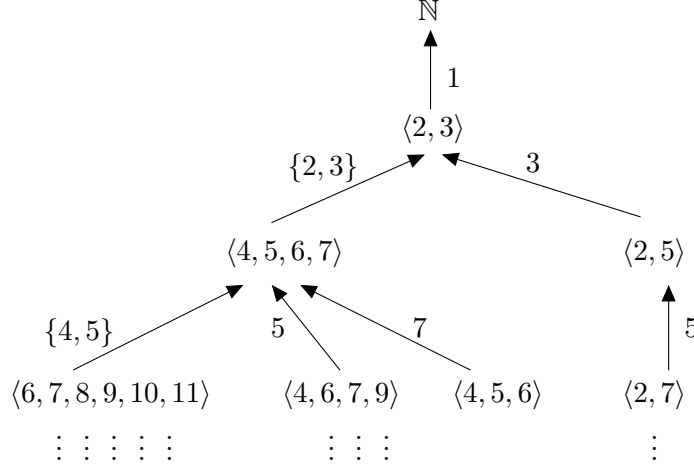 ℕ
1
⟨2, 3⟩
{2, 3}
3
⟨4, 5, 6, 7⟩
⟨2, 5⟩
{4, 5}
5
7
5
⟨6, 7, 8, 9, 10, 11⟩
⟨4, 6, 7, 9⟩
⟨4, 5, 6⟩
⟨2, 7⟩
⋮ ⋮ ⋮ ⋮ ⋮
⋮ ⋮ ⋮
⋮